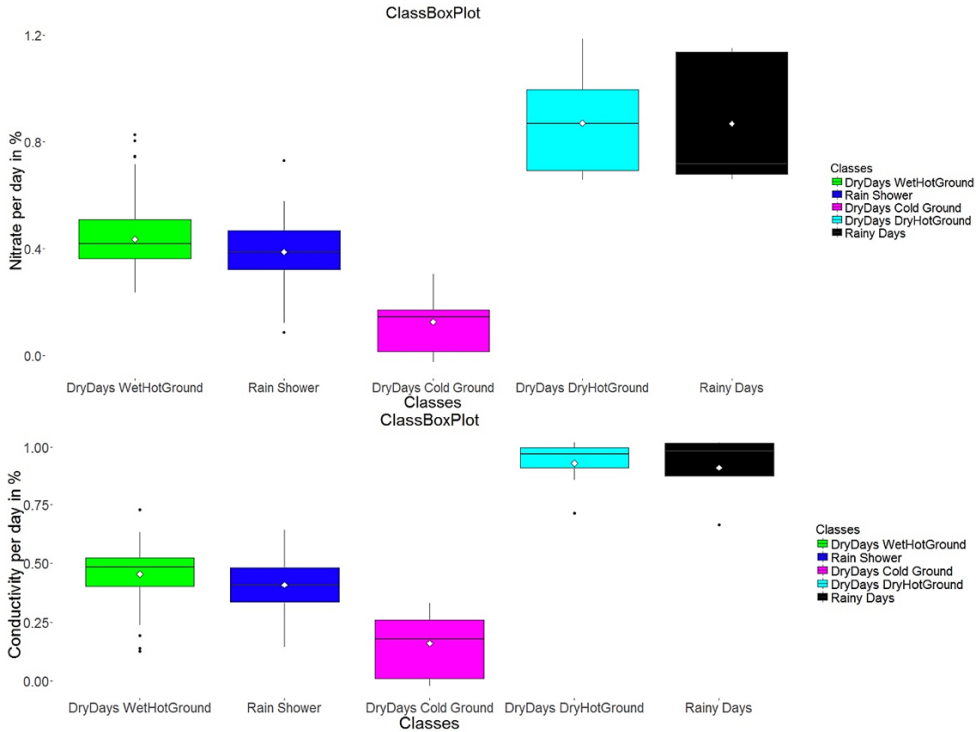 ClassBoxPlot
Nitrate per day in %
1.2
0.8
0.4
0.0
DryDays WetHotGround Rain Shower DryDays Cold Ground DryDays DryHotGround Rainy Days
Classes
Classes
DryDays WetHotGround
Rain Shower
DryDays Cold Ground
DryDays DryHotGround
Rainy Days
ClassBoxPlot
Conductivity per day in %
1.00
0.75
0.50
0.25
0.00
DryDays WetHotGround Rain Shower DryDays Cold Ground DryDays DryHotGround Rainy Days
Classes
Classes
DryDays WetHotGround
Rain Shower
DryDays Cold Ground
DryDays DryHotGround
Rainy Days